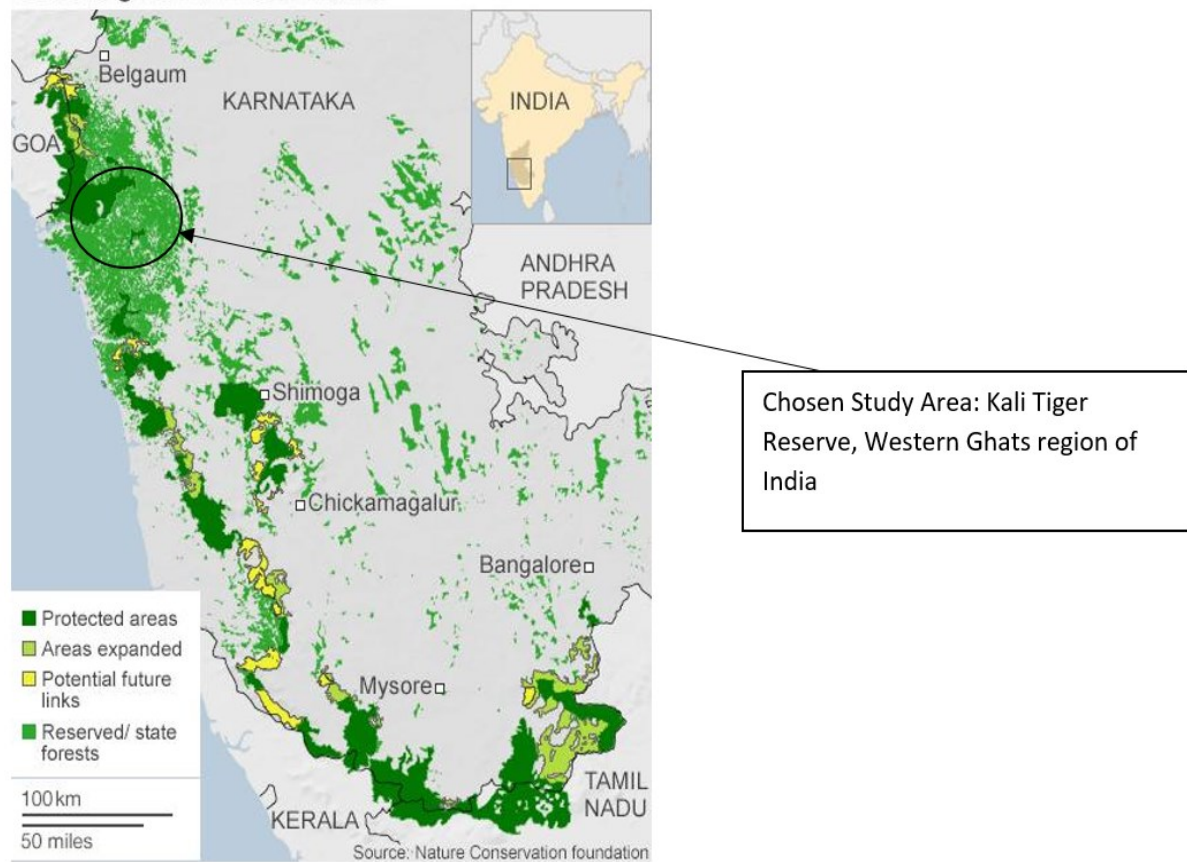 Belgaum
KARNATAKA
INDIA
GOA
ANDHRA
PRADESH
Shimoga
Chosen Study Area: Kali Tiger
Reserve, Western Ghats region of
India
Chickamagalur
Bangalore
Protected areas
Areas expanded
Potential future
links
Reserved/ state
forests
Mysore
100km
50 miles
TAMIL
NADU
KERALA
Source: Nature Conservation foundation